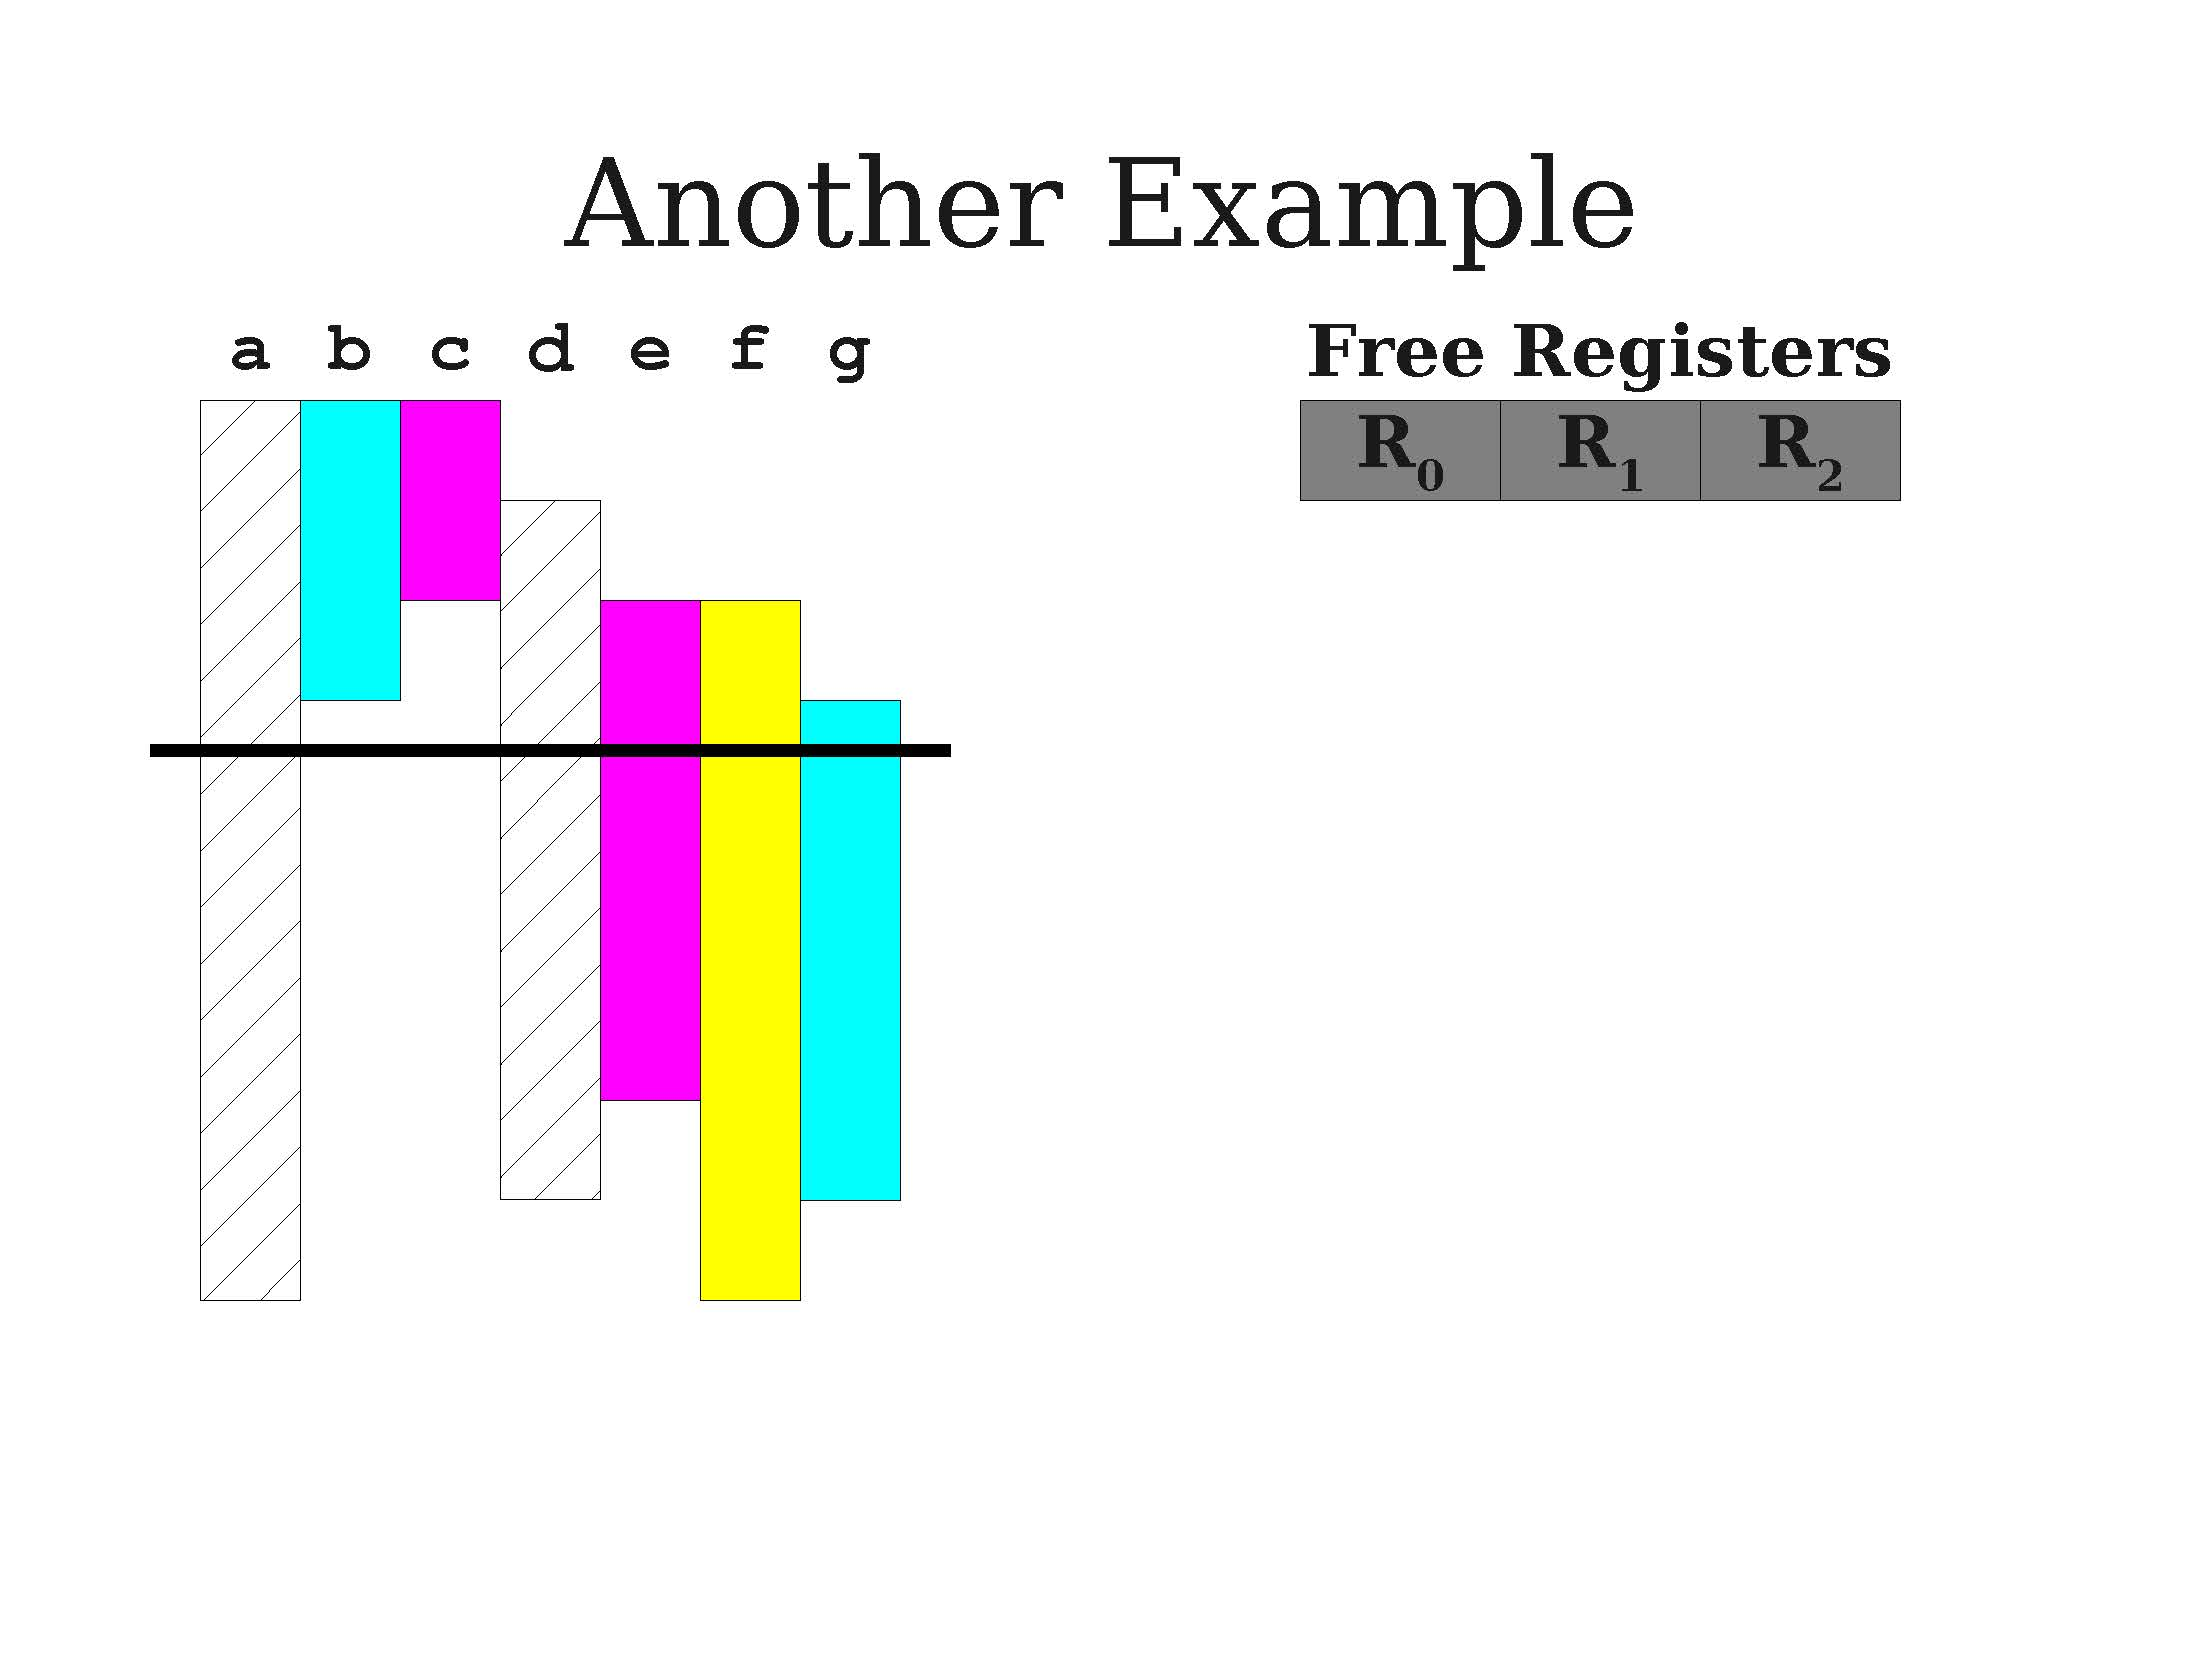 Another Example
a b c d e f g
Free Registers
R0 R1 R2